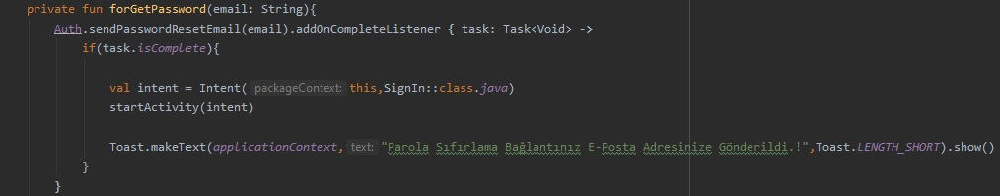 private fun forGetPassword(email: String){
Auth.sendPasswordResetEmail(email).addOnCompleteListener { task: Task<Void> ->
if(task.isComplete){
val intent = Intent( packageContext: this,SignIn::class.java)
startActivity(intent)
Toast.makeText(applicationContext, text: "Parola Sıfırlama Bağlantınız E-Posta Adresinize Gönderildi.!",Toast.LENGTH_SHORT).show()
}
}